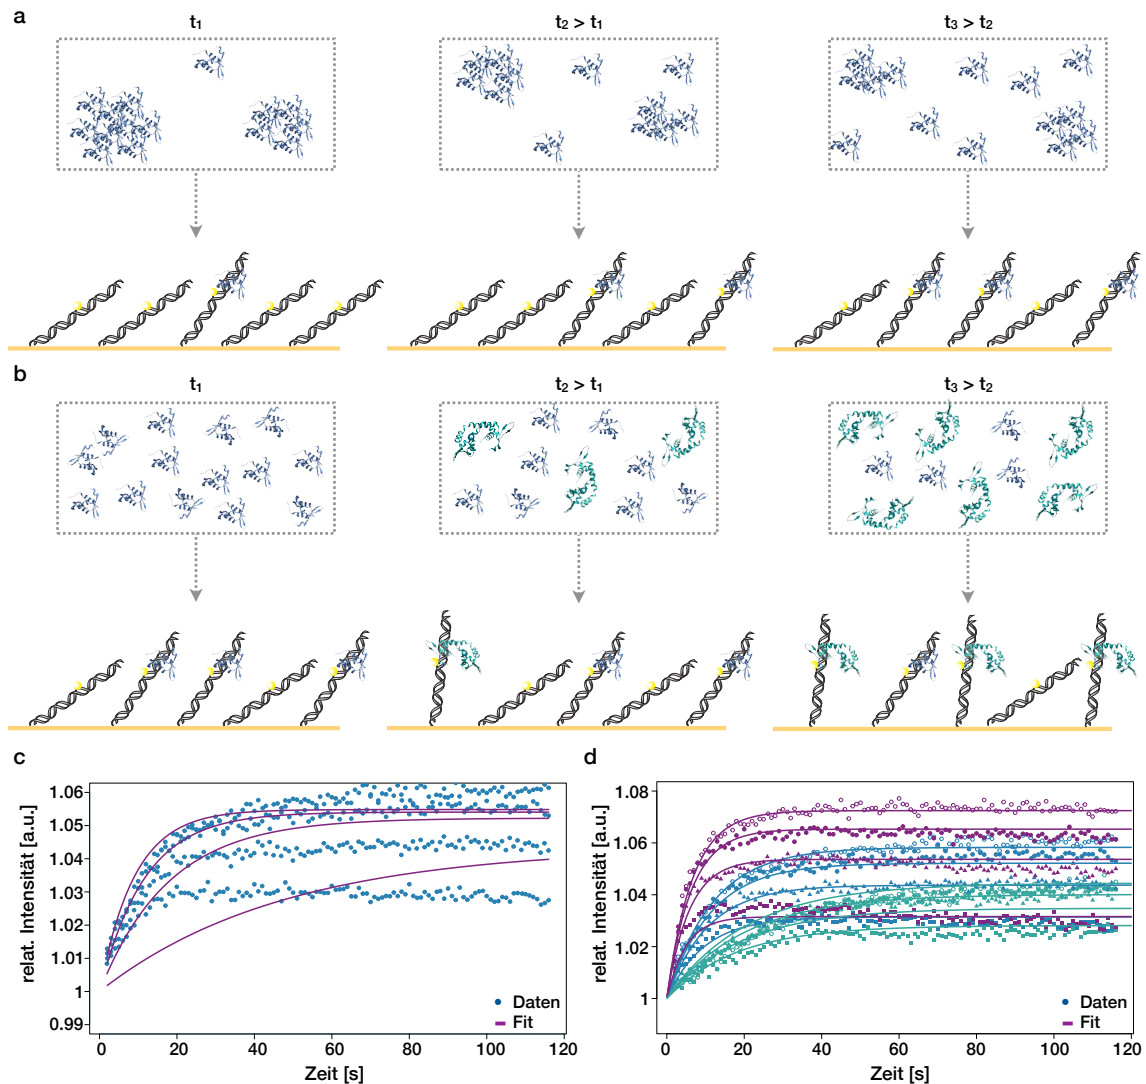 a
t₁
t₂ > t₁
t₃ > t₂
b
t₁
t₂ > t₁
t₃ > t₂
c
relat. Intensität [a.u.]
1.06
1.05
1.04
1.03
1.02
1.01
1
0.99
0
20
40
60
80
100
120
Zeit [s]
Daten
Fit
d
relat. Intensität [a.u.]
1.08
1.06
1.04
1.02
1
0
20
40
60
80
100
120
Zeit [s]
Daten
Fit